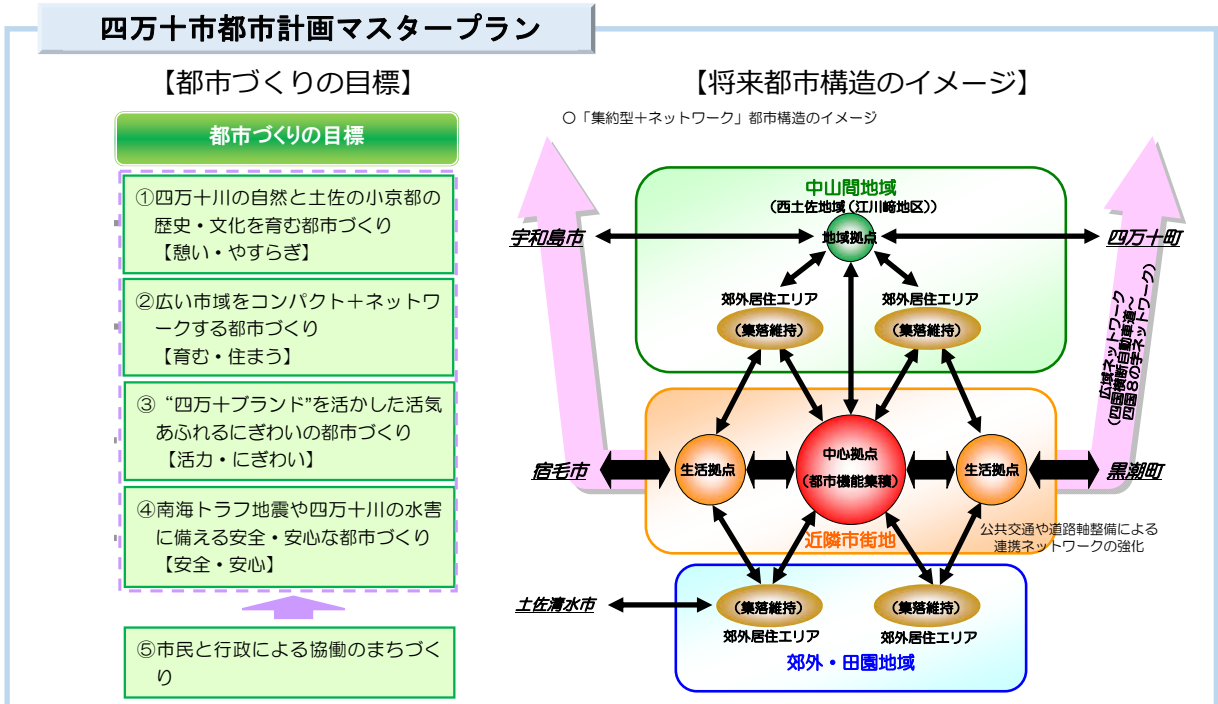 四万十市都市計画マスタープラン
【都市づくりの目標】
都市づくりの目標
①四万十川の自然と土佐の小京都の
歴史・文化を育む都市づくり
【憩い・やすらぎ】
②広い市域をコンパクト＋ネットワ
ークする都市づくり
【育む・住まう】
③“四万十ブランド”を活かした活気
あふれるにぎわいの都市づくり
【活力・にぎわい】
④南海トラフ地震や四万十川の水害
に備える安全・安心な都市づくり
【安全・安心】
⑤市民と行政による協働のまちづく
り
【将来都市構造のイメージ】
〇「集約型＋ネットワーク」都市構造のイメージ
中山間地域
（西土佐地域（江川﨑地区））
宇和島市
地域拠点
四万十町
郊外居住エリア
（集落維持）
郊外居住エリア
（集落維持）
広域ネットワーク
（四国横断自動車道～
四国８の字ネットワーク）
宿毛市
生活拠点
中心拠点
（都市機能集積）
生活拠点
黒潮町
近隣市街地
公共交通や道路軸整備による
連携ネットワークの強化
土佐清水市
（集落維持）
郊外居住エリア
（集落維持）
郊外居住エリア
郊外・田園地域